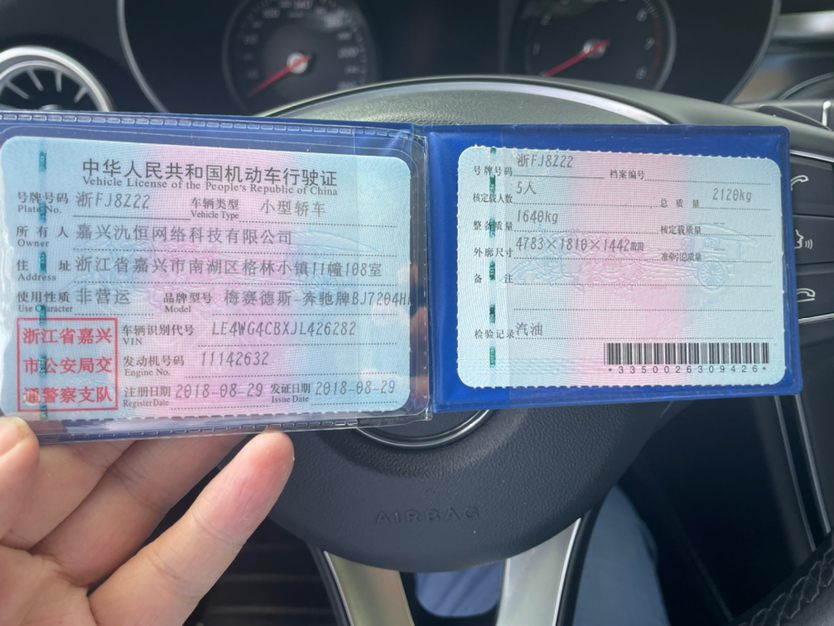 中华人民共和国机动车行驶证
Vehicle License of the People's Republic of China
号牌号码 浙FJ8Z22 车辆类型 小型轿车
Plate No. Vehicle Type
所有人 嘉兴氿恒网络科技有限公司
Owner
住址 浙江省嘉兴市南湖区格林小镇11幢108室
Address
使用性质 非营运 品牌型号 梅赛德斯-奔驰牌BJ7204H
Use Character Model
浙江省嘉兴
市公安局交
通警察支队
车辆识别代号 LE4WG4CBXJL426282
VIN
发动机号码 11142632
Engine No.
注册日期 2018-08-29 发证日期 2018-08-29
Register Date Issue Date
号牌号码 浙FJ8Z22 档案编号
核定载人数 5人 总质量 2120kg
整备质量 1640kg 核定载质量
外廓尺寸 4783×1810×1442毫米 准牵引总质量
备注
检验记录 汽油
*3350026309426*
AIRBAG